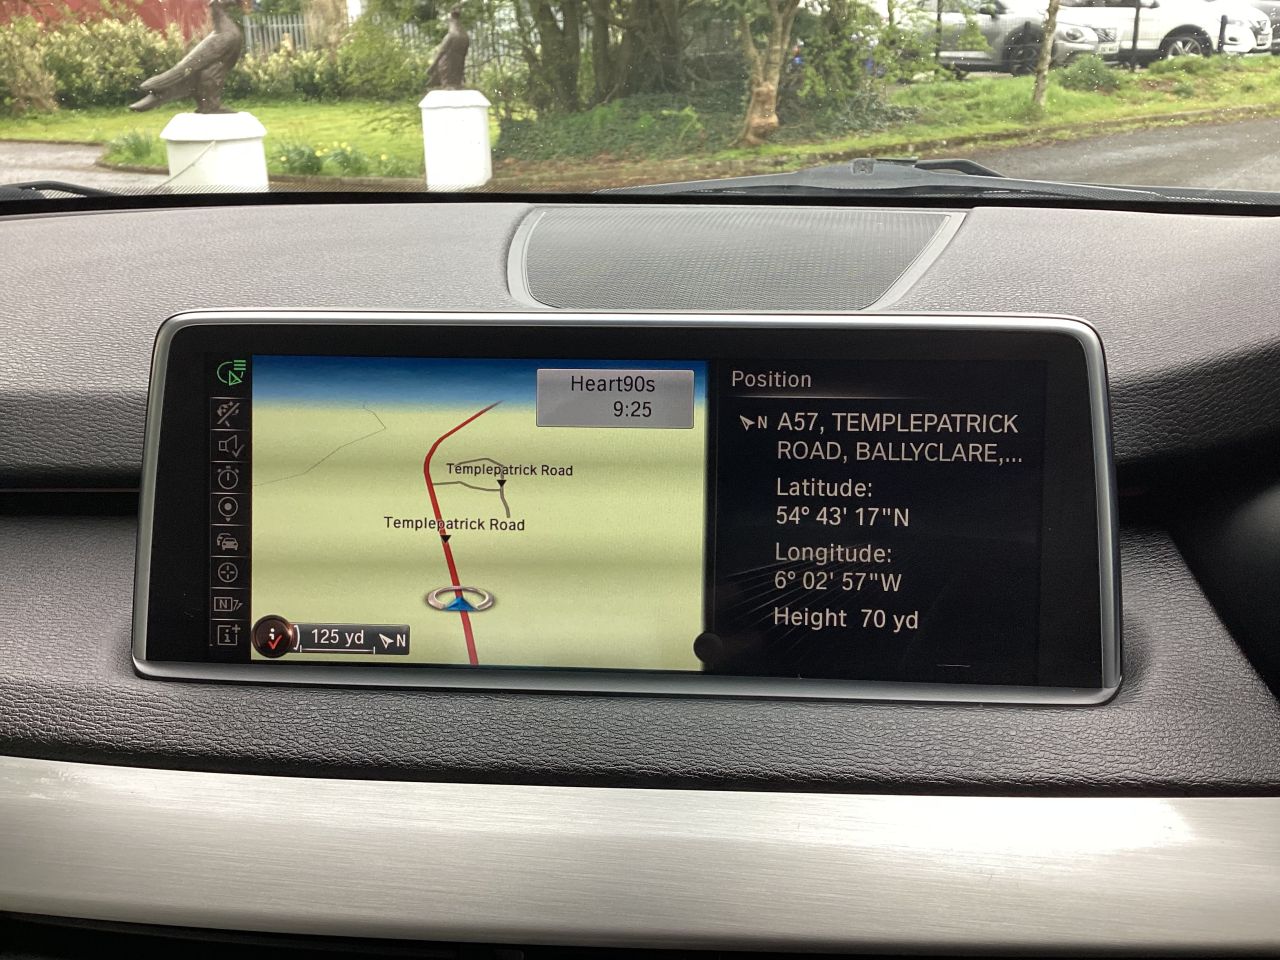 Heart90s
9:25
Templepatrick Road
Templepatrick Road
125 yd N
N
i
Position
N A57, TEMPLEPATRICK
ROAD, BALLYCLARE,...
Latitude:
54° 43' 17"N
Longitude:
6° 02' 57"W
Height 70 yd